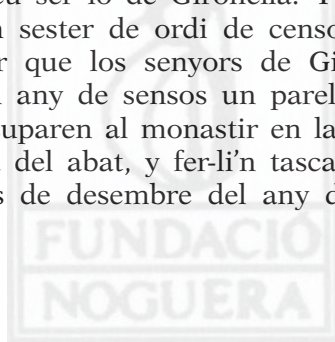 ser lo de Gironella. 
sester de ordi de censo
que los senyors de Gi
any de sensos un parel
uparen al monastir en la
del abat, y fer-li'n tasca
s de desembre del any d
FUNDACIÓ
NOGUERA